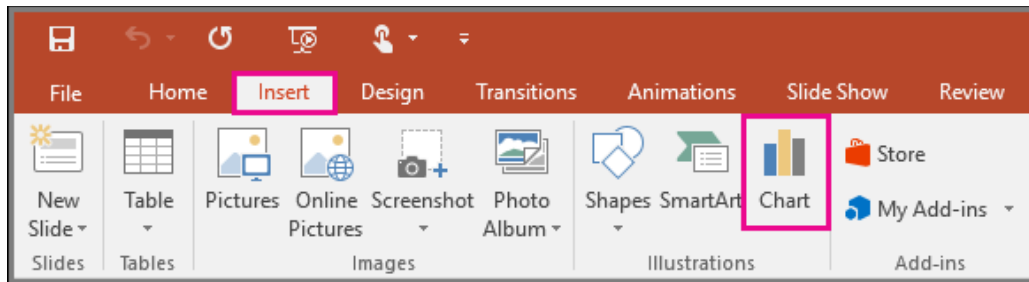 File Home Insert Design Transitions Animations Slide Show Review
New Slide
Table
Pictures
Online Pictures
Screenshot
Photo Album
Shapes
SmartArt
Chart
Store
My Add-ins
Slides Tables Images Illustrations Add-ins